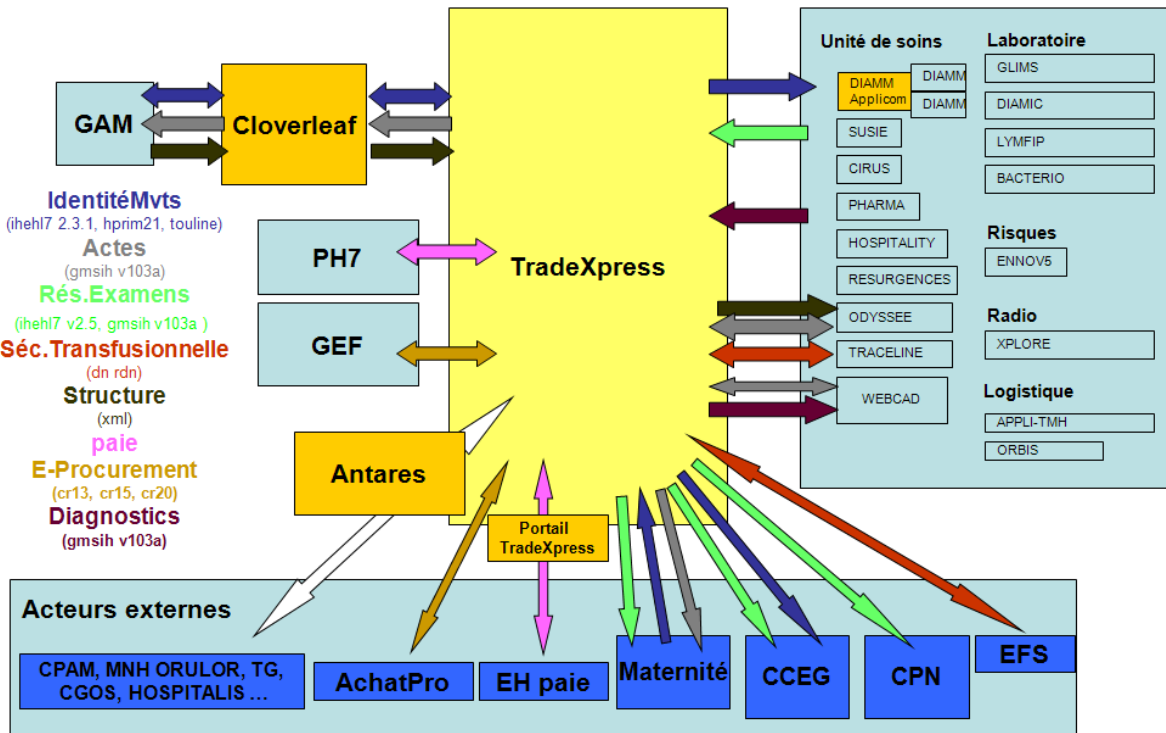 GAM
Cloverleaf
IdentitéMvts
(ihehl7 2.3.1, hprim21, touline)
Actes
(gmsih v103a)
Rés.Examens
(ihehl7 v2.5, gmsih v103a )
Séc.Transfusionnelle
(dn rdn)
Structure
(xml)
paie
E-Procurement
(cr13, cr15, cr20)
Diagnostics
(gmsih v103a)
PH7
GEF
Antares
TradeXpress
Portail
TradeXpress
Unité de soins
DIAMM
Applicom
DIAMM
DIAMM
SUSIE
CIRUS
PHARMA
HOSPITALITY
RESURGENCES
ODYSSEE
TRACELINE
WEBCAD
Laboratoire
GLIMS
DIAMIC
LYMFIP
BACTERIO
Risques
ENNOV5
Radio
XPLORE
Logistique
APPLI-TMH
ORBIS
Acteurs externes
CPAM, MNH ORULOR, TG,
CGOS, HOSPITALIS ...
AchatPro
EH paie
Maternité
CCEG
CPN
EFS